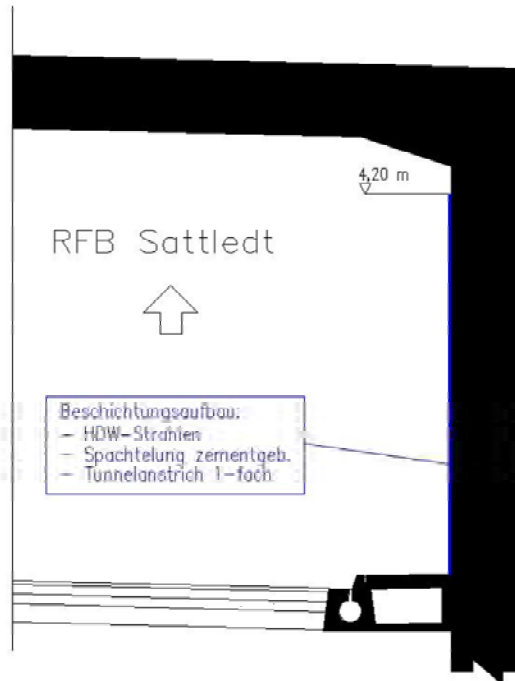 4,20 m
RFB Sattledt
Beschichtungsaufbau:
- HDW-Strahlen
- Spachtelung zementgeb.
- Tunnelanstrich 1-fach